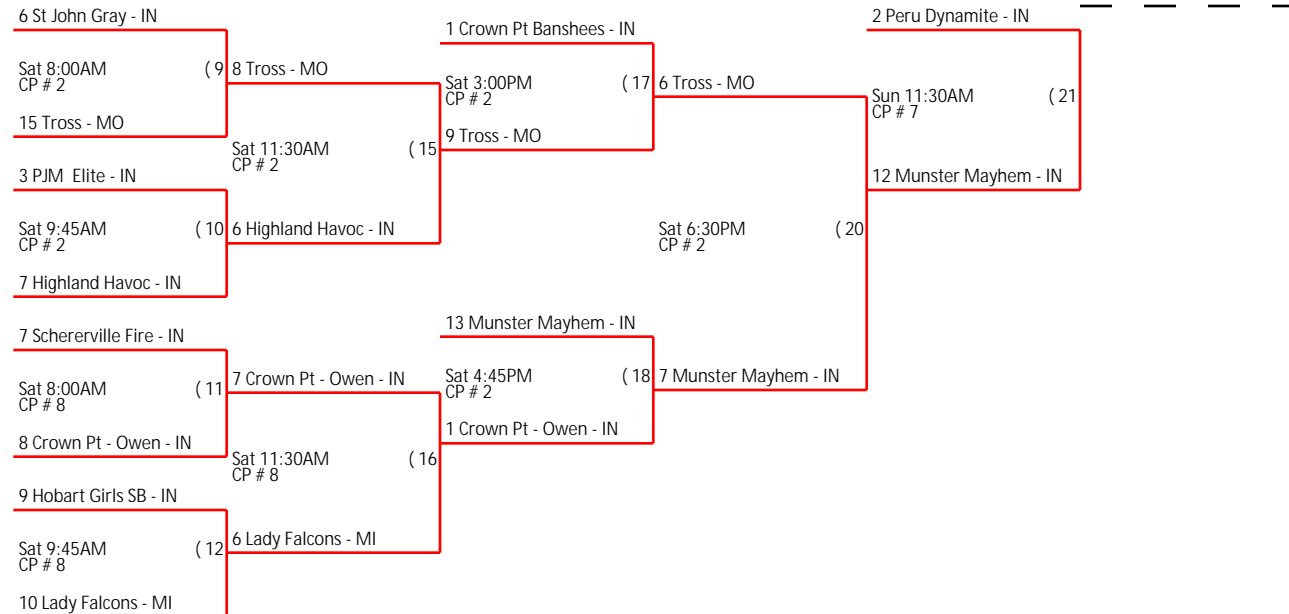 6 St John Gray - IN
Sat 8:00AM
CP # 2
( 9
15 Tross - MO
3 PJM  Elite - IN
Sat 9:45AM
CP # 2
( 10
7 Highland Havoc - IN
7 Schererville Fire - IN
Sat 8:00AM
CP # 8
( 11
8 Crown Pt - Owen - IN
9 Hobart Girls SB - IN
Sat 9:45AM
CP # 8
( 12
10 Lady Falcons - MI
8 Tross - MO
Sat 11:30AM
CP # 2
( 15
6 Highland Havoc - IN
7 Crown Pt - Owen - IN
Sat 11:30AM
CP # 8
( 16
6 Lady Falcons - MI
1 Crown Pt Banshees - IN
Sat 3:00PM
CP # 2
( 17
9 Tross - MO
13 Munster Mayhem - IN
Sat 4:45PM
CP # 2
( 18
1 Crown Pt - Owen - IN
6 Tross - MO
Sat 6:30PM
CP # 2
( 20
7 Munster Mayhem - IN
2 Peru Dynamite - IN
Sun 11:30AM
CP # 7
( 21
12 Munster Mayhem - IN